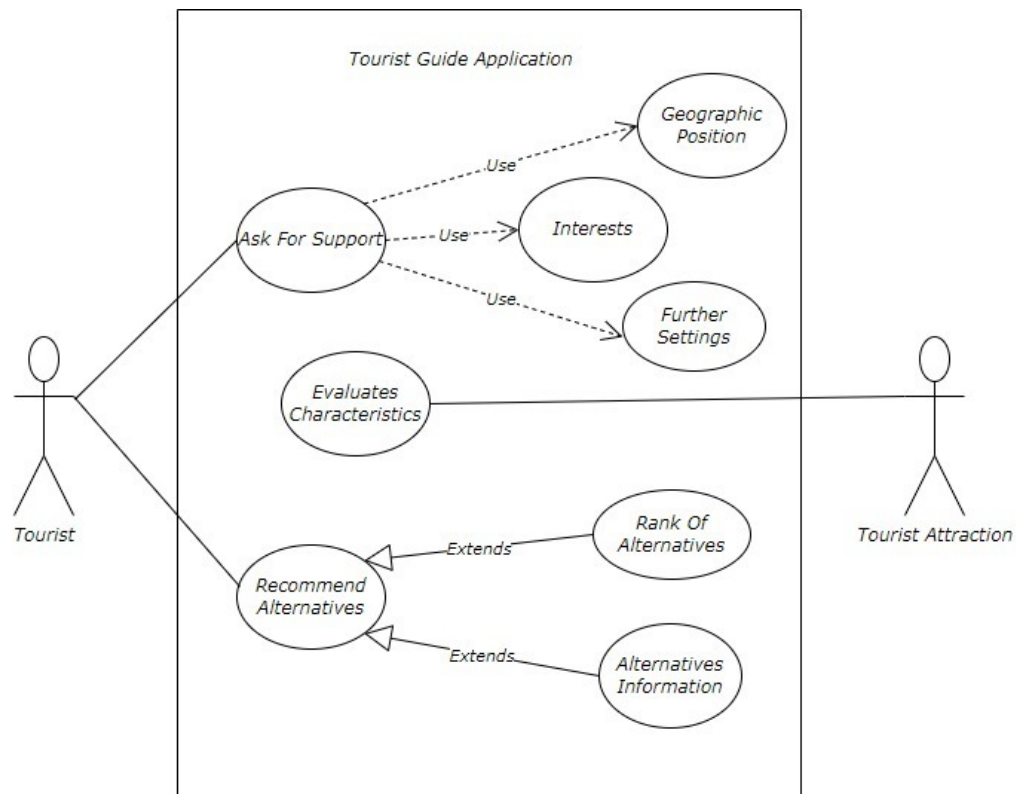 Tourist Guide Application
Geographic
Position
Use
Ask For Support
Use
Interests
Use
Further
Settings
Evaluates
Characteristics
Tourist
Tourist Attraction
Rank Of
Alternatives
Extends
Recommend
Alternatives
Extends
Alternatives
Information